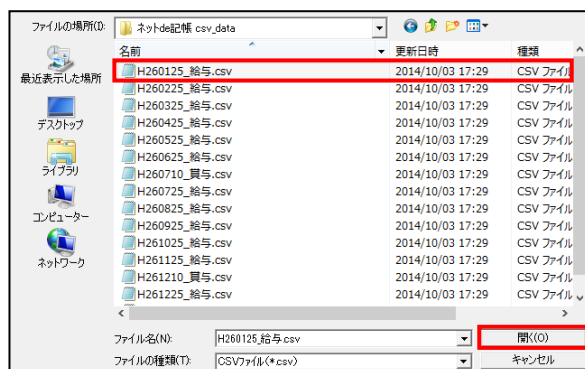 ファイルの場所(I):
ネットde記帳 csv_data
最近表示した場所
デスクトップ
ライブラリ
コンピューター
ネットワーク
名前 更新日時 種類
H260125_給与.csv 2014/10/03 17:29 CSV ファイル
H260225_給与.csv 2014/10/03 17:29 CSV ファイル
H260325_給与.csv 2014/10/03 17:29 CSV ファイル
H260425_給与.csv 2014/10/03 17:29 CSV ファイル
H260525_給与.csv 2014/10/03 17:29 CSV ファイル
H260625_給与.csv 2014/10/03 17:29 CSV ファイル
H260710_賞与.csv 2014/10/03 17:29 CSV ファイル
H260725_給与.csv 2014/10/03 17:29 CSV ファイル
H260825_給与.csv 2014/10/03 17:29 CSV ファイル
H260925_給与.csv 2014/10/03 17:29 CSV ファイル
H261025_給与.csv 2014/10/03 17:29 CSV ファイル
H261125_給与.csv 2014/10/03 17:29 CSV ファイル
H261210_賞与.csv 2014/10/03 17:29 CSV ファイル
H261225_給与.csv 2014/10/03 17:29 CSV ファイル
ファイル名(N): H260125_給与.csv 開く(O)
ファイルの種類(T): CSVファイル(*.csv) キャンセル